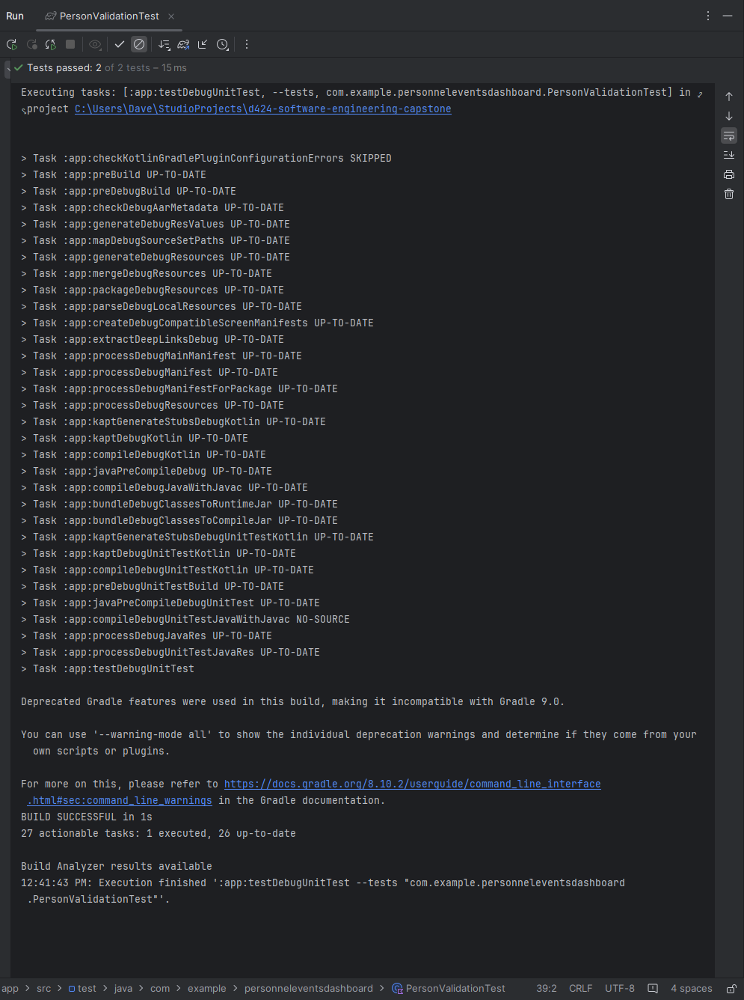 Run PersonValidationTest
Tests passed: 2 of 2 tests – 15 ms
Executing tasks: [:app:testDebugUnitTest, --tests, com.example.personneleventsdashboard.PersonValidationTest] in
project C:\Users\Dave\StudioProjects\d424-software-engineering-capstone
> Task :app:checkKotlinGradlePluginConfigurationErrors SKIPPED
> Task :app:preBuild UP-TO-DATE
> Task :app:preDebugBuild UP-TO-DATE
> Task :app:checkDebugAarMetadata UP-TO-DATE
> Task :app:generateDebugResValues UP-TO-DATE
> Task :app:mapDebugSourceSetPaths UP-TO-DATE
> Task :app:generateDebugResources UP-TO-DATE
> Task :app:mergeDebugResources UP-TO-DATE
> Task :app:packageDebugResources UP-TO-DATE
> Task :app:parseDebugLocalResources UP-TO-DATE
> Task :app:createDebugCompatibleScreenManifests UP-TO-DATE
> Task :app:extractDeepLinksDebug UP-TO-DATE
> Task :app:processDebugMainManifest UP-TO-DATE
> Task :app:processDebugManifest UP-TO-DATE
> Task :app:processDebugManifestForPackage UP-TO-DATE
> Task :app:processDebugResources UP-TO-DATE
> Task :app:kaptGenerateStubsDebugKotlin UP-TO-DATE
> Task :app:kaptDebugKotlin UP-TO-DATE
> Task :app:compileDebugKotlin UP-TO-DATE
> Task :app:javaPreCompileDebug UP-TO-DATE
> Task :app:compileDebugJavaWithJavac UP-TO-DATE
> Task :app:bundleDebugClassesToRuntimeJar UP-TO-DATE
> Task :app:bundleDebugClassesToCompileJar UP-TO-DATE
> Task :app:kaptGenerateStubsDebugUnitTestKotlin UP-TO-DATE
> Task :app:kaptDebugUnitTestKotlin UP-TO-DATE
> Task :app:compileDebugUnitTestKotlin UP-TO-DATE
> Task :app:preDebugUnitTestBuild UP-TO-DATE
> Task :app:javaPreCompileDebugUnitTest UP-TO-DATE
> Task :app:compileDebugUnitTestJavaWithJavac NO-SOURCE
> Task :app:processDebugJavaRes UP-TO-DATE
> Task :app:processDebugUnitTestJavaRes UP-TO-DATE
> Task :app:testDebugUnitTest
Deprecated Gradle features were used in this build, making it incompatible with Gradle 9.0.
You can use '--warning-mode all' to show the individual deprecation warnings and determine if they come from your
own scripts or plugins.
For more on this, please refer to https://docs.gradle.org/8.10.2/userguide/command_line_interface
.html#sec:command_line_warnings in the Gradle documentation.
BUILD SUCCESSFUL in 1s
27 actionable tasks: 1 executed, 26 up-to-date
Build Analyzer results available
12:41:43 PM: Execution finished ':app:testDebugUnitTest --tests "com.example.personneleventsdashboard
.PersonValidationTest"'.
app > src > test > java > com > example > personneleventsdashboard > PersonValidationTest 39:2 CRLF UTF-8 4 spaces